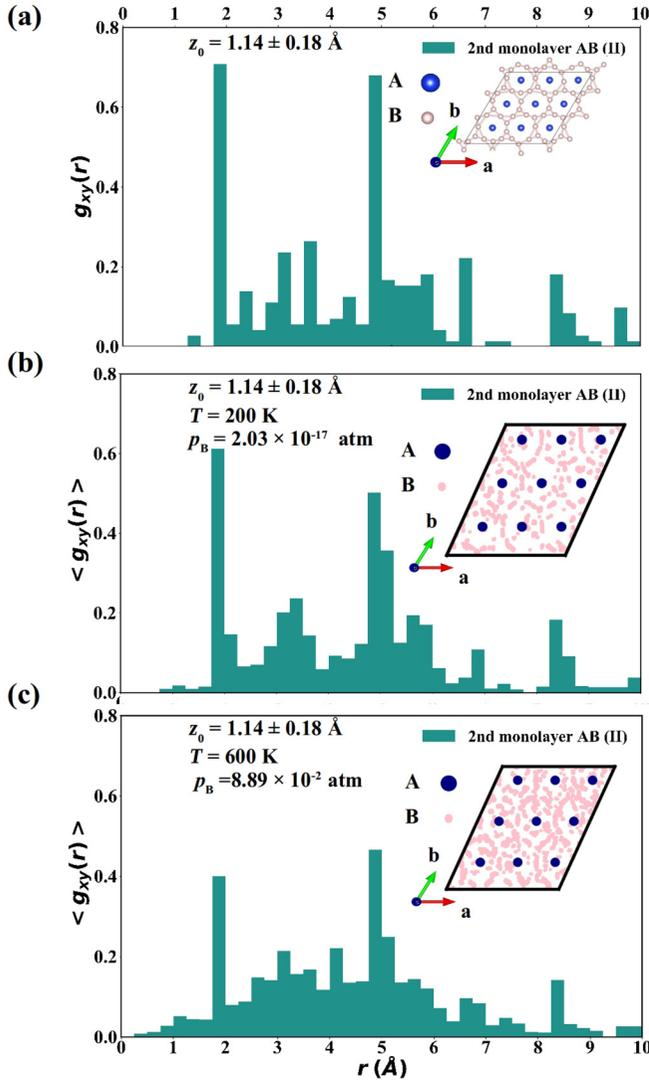 (a)
0 1 2 3 4 5 6 7 8 9 10
z0 = 1.14 ± 0.18 Å
2nd monolayer AB (II)
A
B
b
a
gxy(r)
0.8
0.6
0.4
0.2
0.0
(b)
z0 = 1.14 ± 0.18 Å
T = 200 K
pB = 2.03 × 10-17 atm
2nd monolayer AB (II)
A
B
b
a
< gxy(r) >
0.8
0.6
0.4
0.2
0.0
(c)
z0 = 1.14 ± 0.18 Å
T = 600 K
pB =8.89 × 10-2 atm
2nd monolayer AB (II)
A
B
b
a
< gxy(r) >
0.8
0.6
0.4
0.2
0.0
0 1 2 3 4 5 6 7 8 9 10
r (Å)